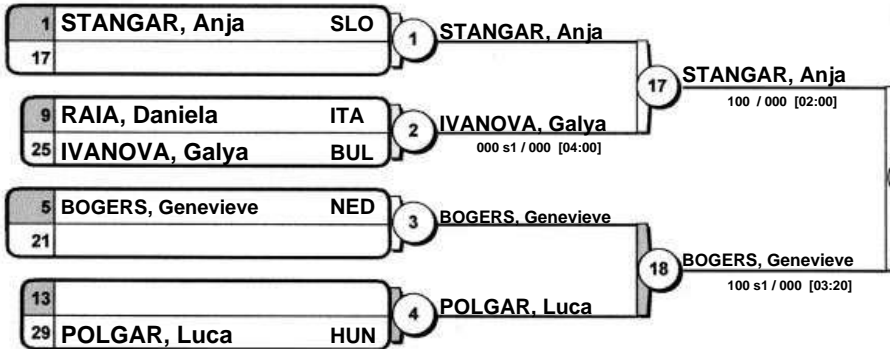 1 STANGAR, Anja SLO
17
1
STANGAR, Anja
9 RAIA, Daniela ITA
25 IVANOVA, Galya BUL
2
IVANOVA, Galya
000 s1 / 000 [04:00]
17
STANGAR, Anja
100 / 000 [02:00]
5 BOGERS, Genevieve NED
21
3
BOGERS, Genevieve
13
29 POLGAR, Luca HUN
4
POLGAR, Luca
18
BOGERS, Genevieve
100 s1 / 000 [03:20]